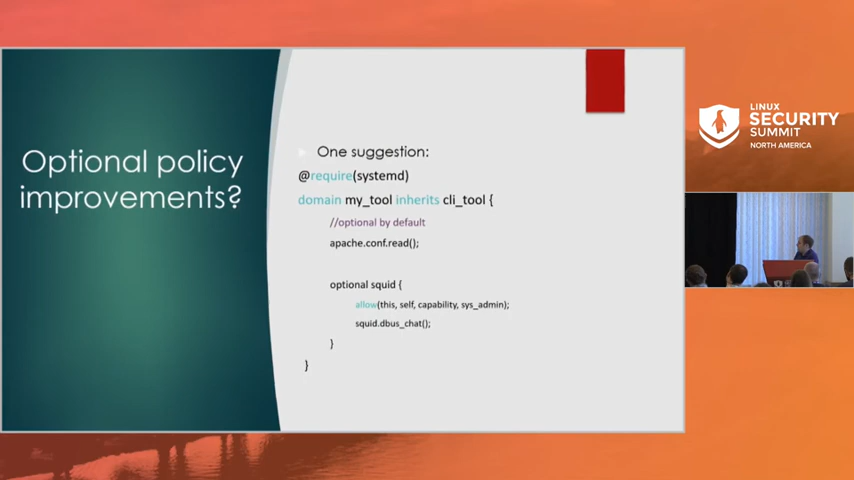 Optional policy
improvements?
One suggestion:
@require(systemd)
domain my_tool inherits cli_tool {
//optional by default
apache.conf.read();
optional squid {
allow(this, self, capability, sys_admin);
squid.dbus_chat();
}
}
LINUX
SECURITY
SUMMIT
NORTH AMERICA